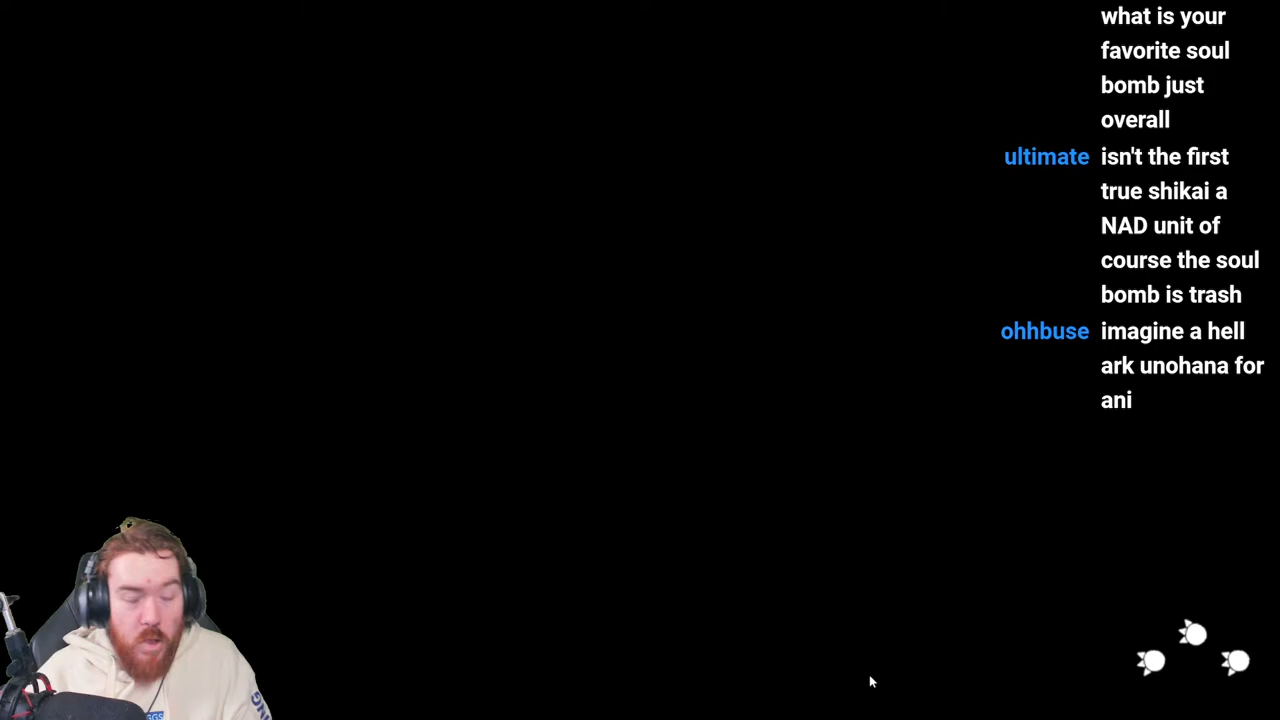 what is your
favorite soul
bomb just
overall
ultimate isn't the first
true shikai a
NAD unit of
course the soul
bomb is trash
ohhbuse imagine a hell
ark unohana for
ani
GGS